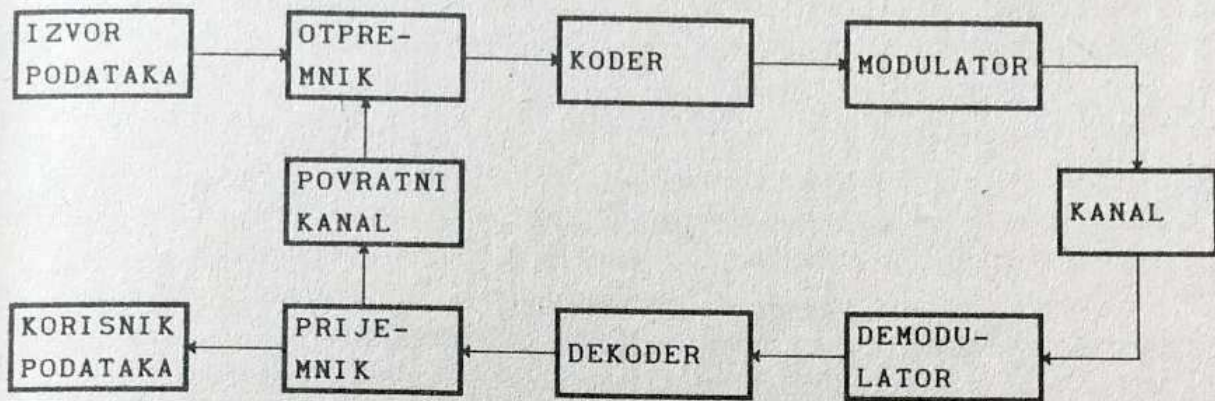 IZVOR
PODATAKA
OTPRE-
MNIK
KODER
MODULATOR
POVRATNI
KANAL
KANAL
KORISNIK
PODATAKA
PRIJE-
MNIK
DEKODER
DEMODU-
LATOR